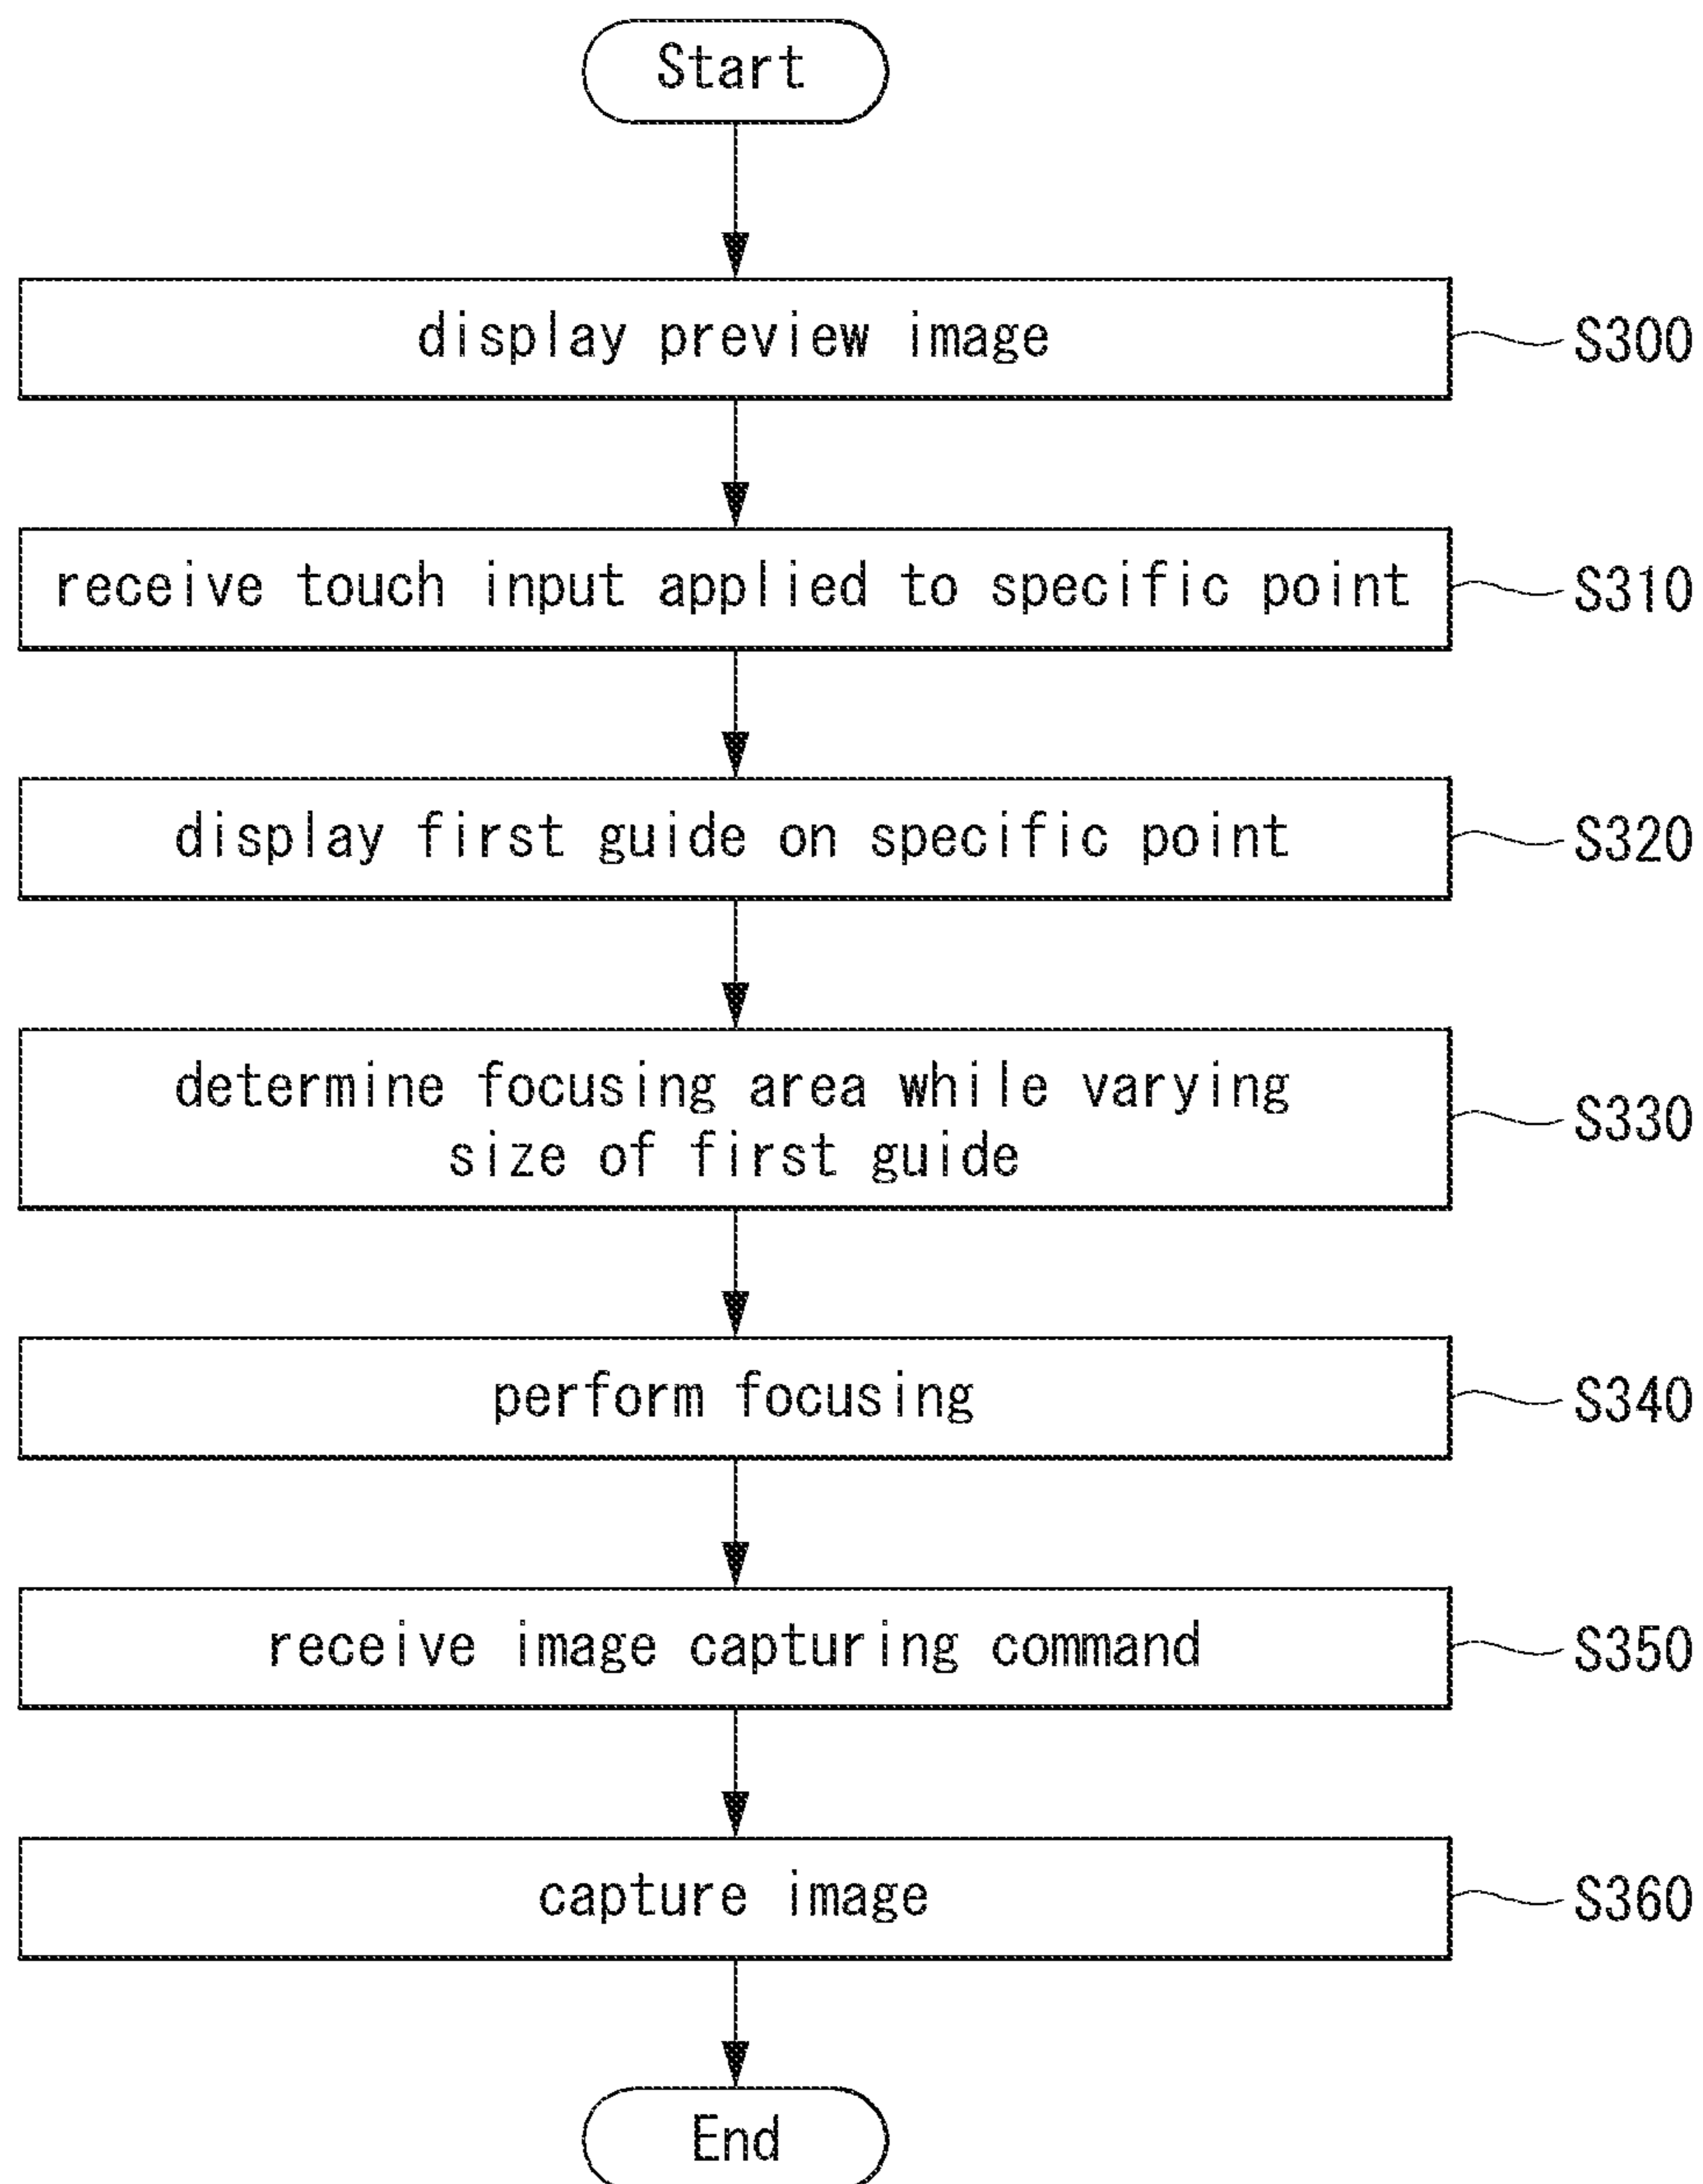 Start
display preview image
S300
receive touch input applied to specific point
S310
display first guide on specific point
S320
determine focusing area while varying
size of first guide
S330
perform focusing
S340
receive image capturing command
S350
capture image
S360
End